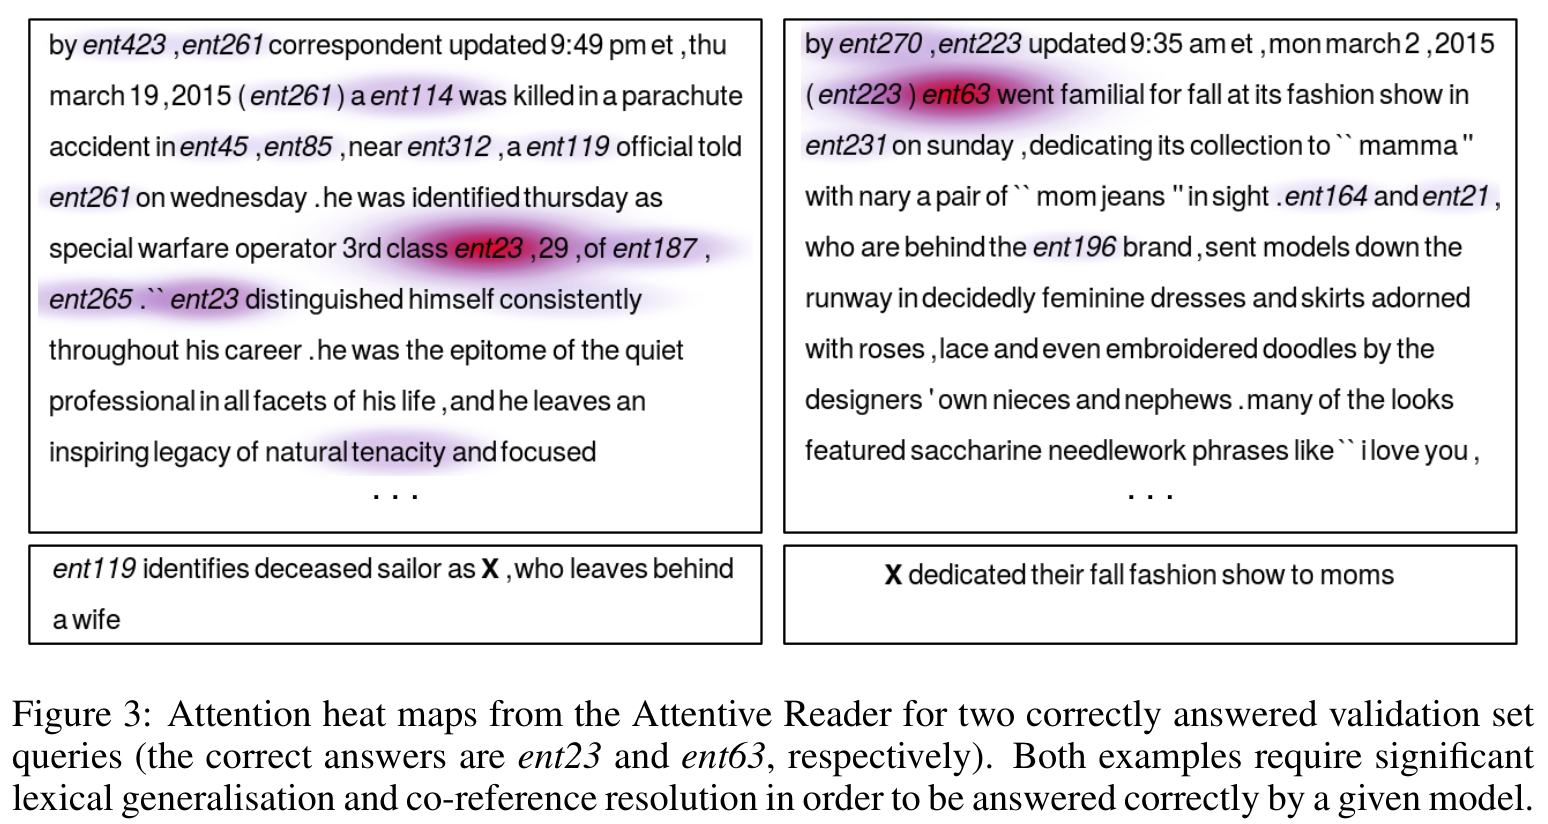 by ent423 ,ent261 correspondent updated 9:49 pm et ,thu
march 19 ,2015 ( ent261 ) a ent114 was killed in a parachute
accident in ent45 ,ent85 ,near ent312 ,a ent119 official told
ent261 on wednesday .he was identified thursday as
special warfare operator 3rd class ent23 ,29 ,of ent187 ,
ent265 .`` ent23 distinguished himself consistently
throughout his career .he was the epitome of the quiet
professional in all facets of his life ,and he leaves an
inspiring legacy of natural tenacity and focused
. . .
ent119 identifies deceased sailor as X ,who leaves behind
a wife
by ent270 ,ent223 updated 9:35 am et ,mon march 2 ,2015
( ent223 ) ent63 went familial for fall at its fashion show in
ent231 on sunday ,dedicating its collection to `` mamma ''
with nary a pair of `` mom jeans '' in sight .ent164 and ent21 ,
who are behind the ent196 brand ,sent models down the
runway in decidedly feminine dresses and skirts adorned
with roses ,lace and even embroidered doodles by the
designers ' own nieces and nephews .many of the looks
featured saccharine needlework phrases like `` i love you ,
. . .
X dedicated their fall fashion show to moms
Figure 3: Attention heat maps from the Attentive Reader for two correctly answered validation set
queries (the correct answers are ent23 and ent63, respectively). Both examples require significant
lexical generalisation and co-reference resolution in order to be answered correctly by a given model.